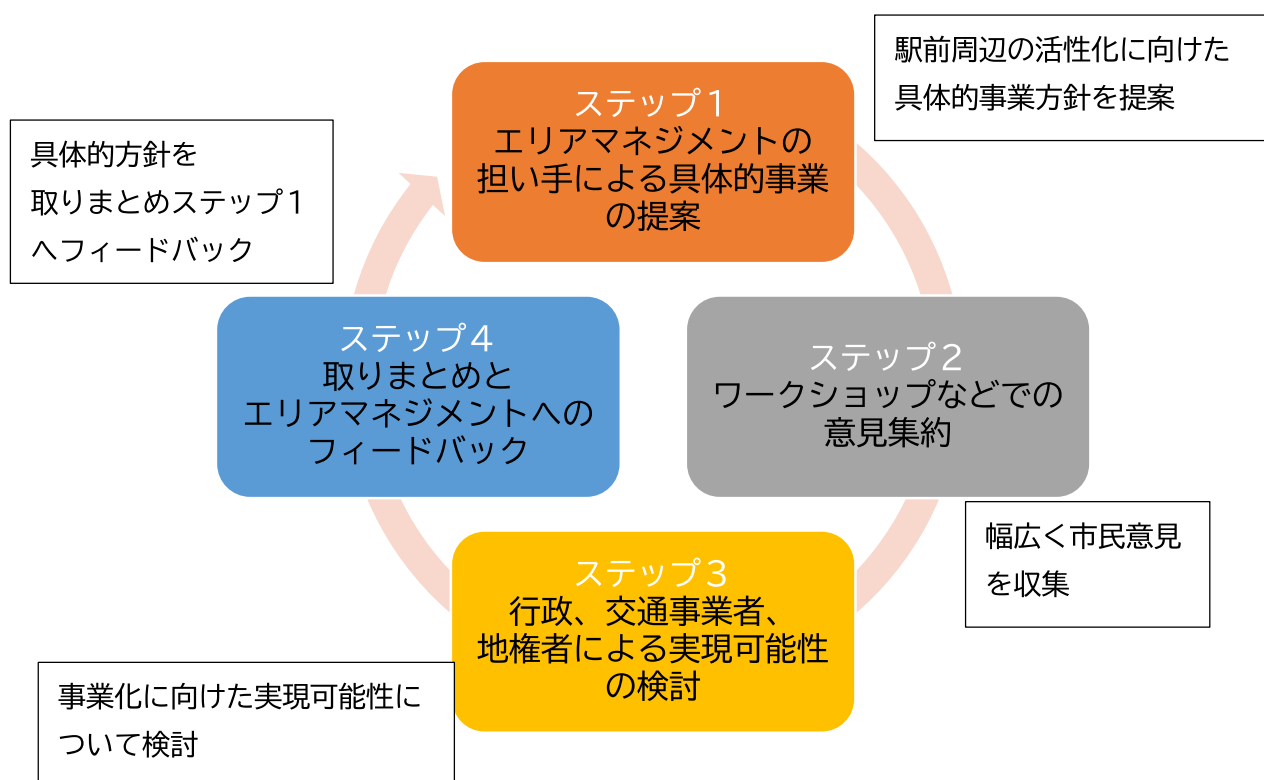 ステップ１
エリアマネジメントの
担い手による具体的事業
の提案
駅前周辺の活性化に向けた
具体的事業方針を提案
ステップ２
ワークショップなどでの
意見集約
幅広く市民意見
を収集
ステップ３
行政、交通事業者、
地権者による実現可能性
の検討
事業化に向けた実現可能性に
ついて検討
ステップ４
取りまとめと
エリアマネジメントへの
フィードバック
具体的方針を
取りまとめステップ１
へフィードバック